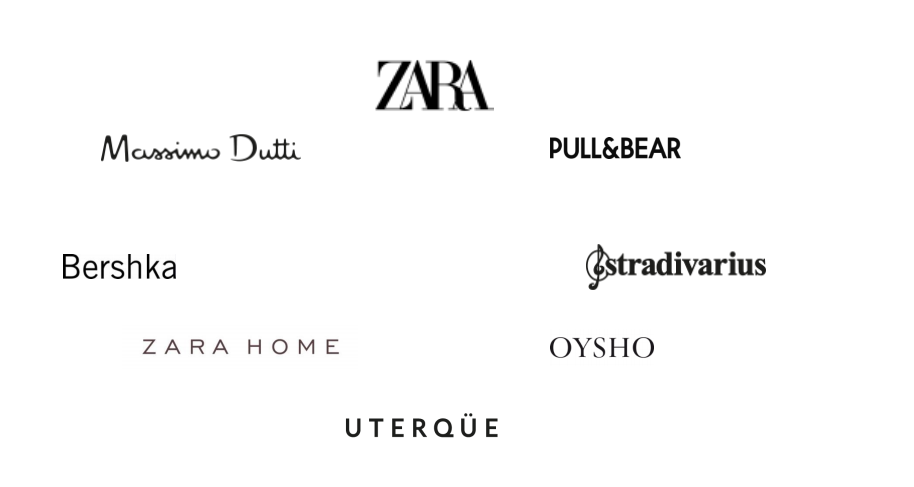 ZARA
Massimo Dutti
PULL&BEAR
Bershka
stradivarius
ZARA HOME
OYSHO
UTERQÜE